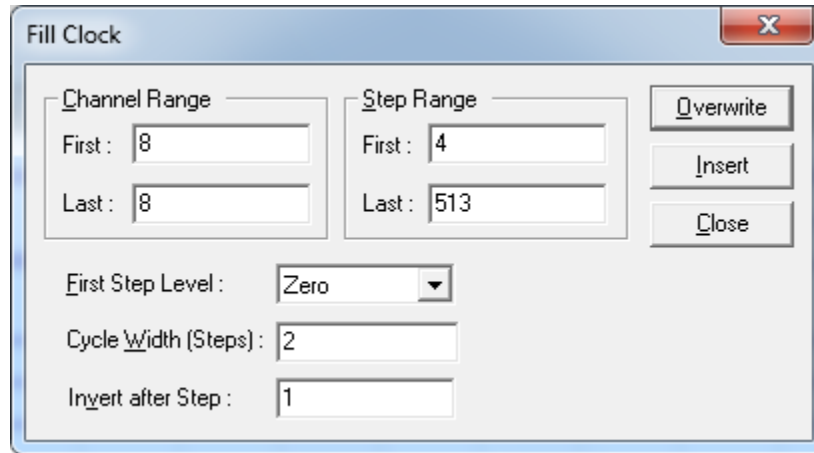 Fill Clock
Channel Range
First : 8
Last : 8
Step Range
First : 4
Last : 513
Overwrite
Insert
Close
First Step Level : Zero
Cycle Width (Steps) : 2
Invert after Step : 1